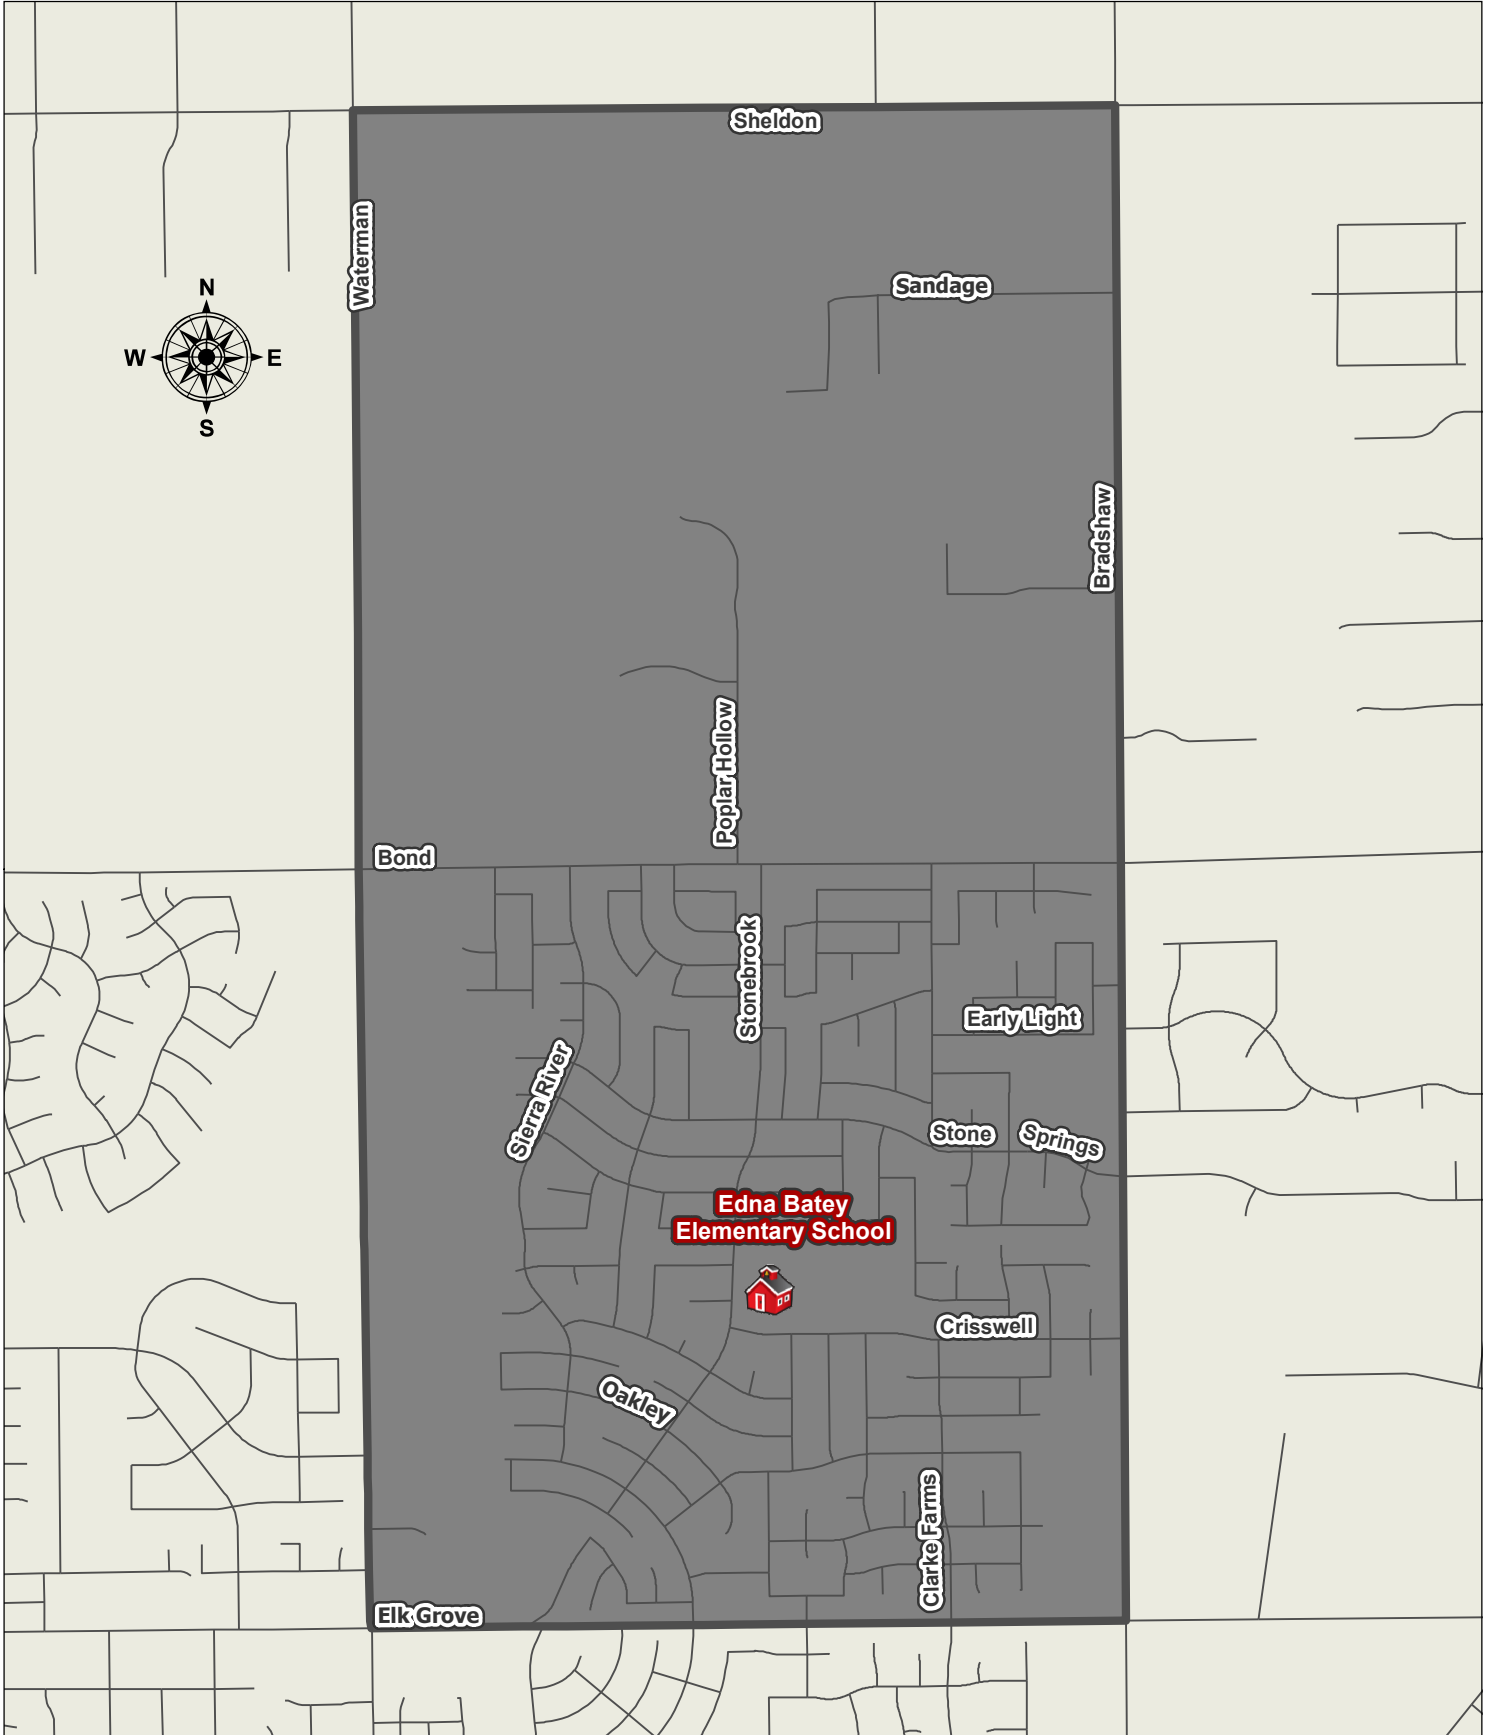 Sheldon
Waterman
Sandage
N
W
E
S
Bradshaw
Poplar Hollow
Bond
Stonebrook
Early Light
Sierra River
Stone
Springs
Edna Batey
Elementary School
Crisswell
Oakley
Clarke Farms
Elk Grove